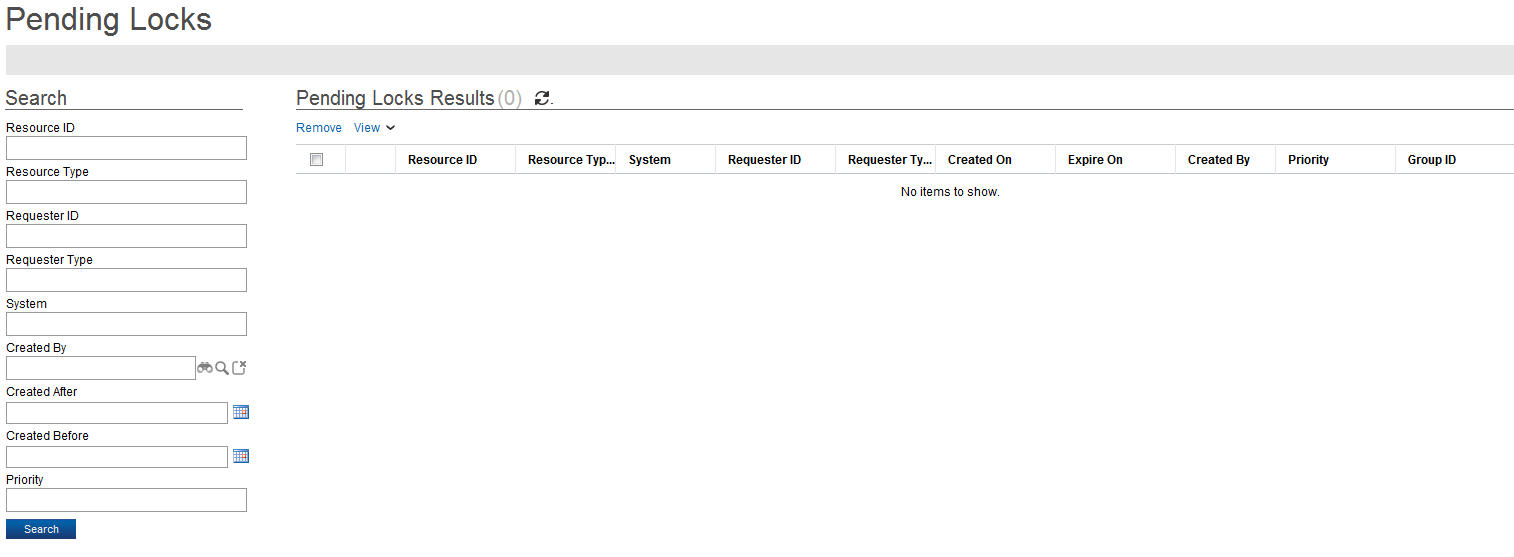 Pending Locks
Search
Resource ID
Resource Type
Requester ID
Requester Type
System
Created By
Created After
Created Before
Priority
Search
Pending Locks Results (0)
Remove View
Resource ID Resource Typ... System Requester ID Requester Ty... Created On Expire On Created By Priority Group ID
No items to show.